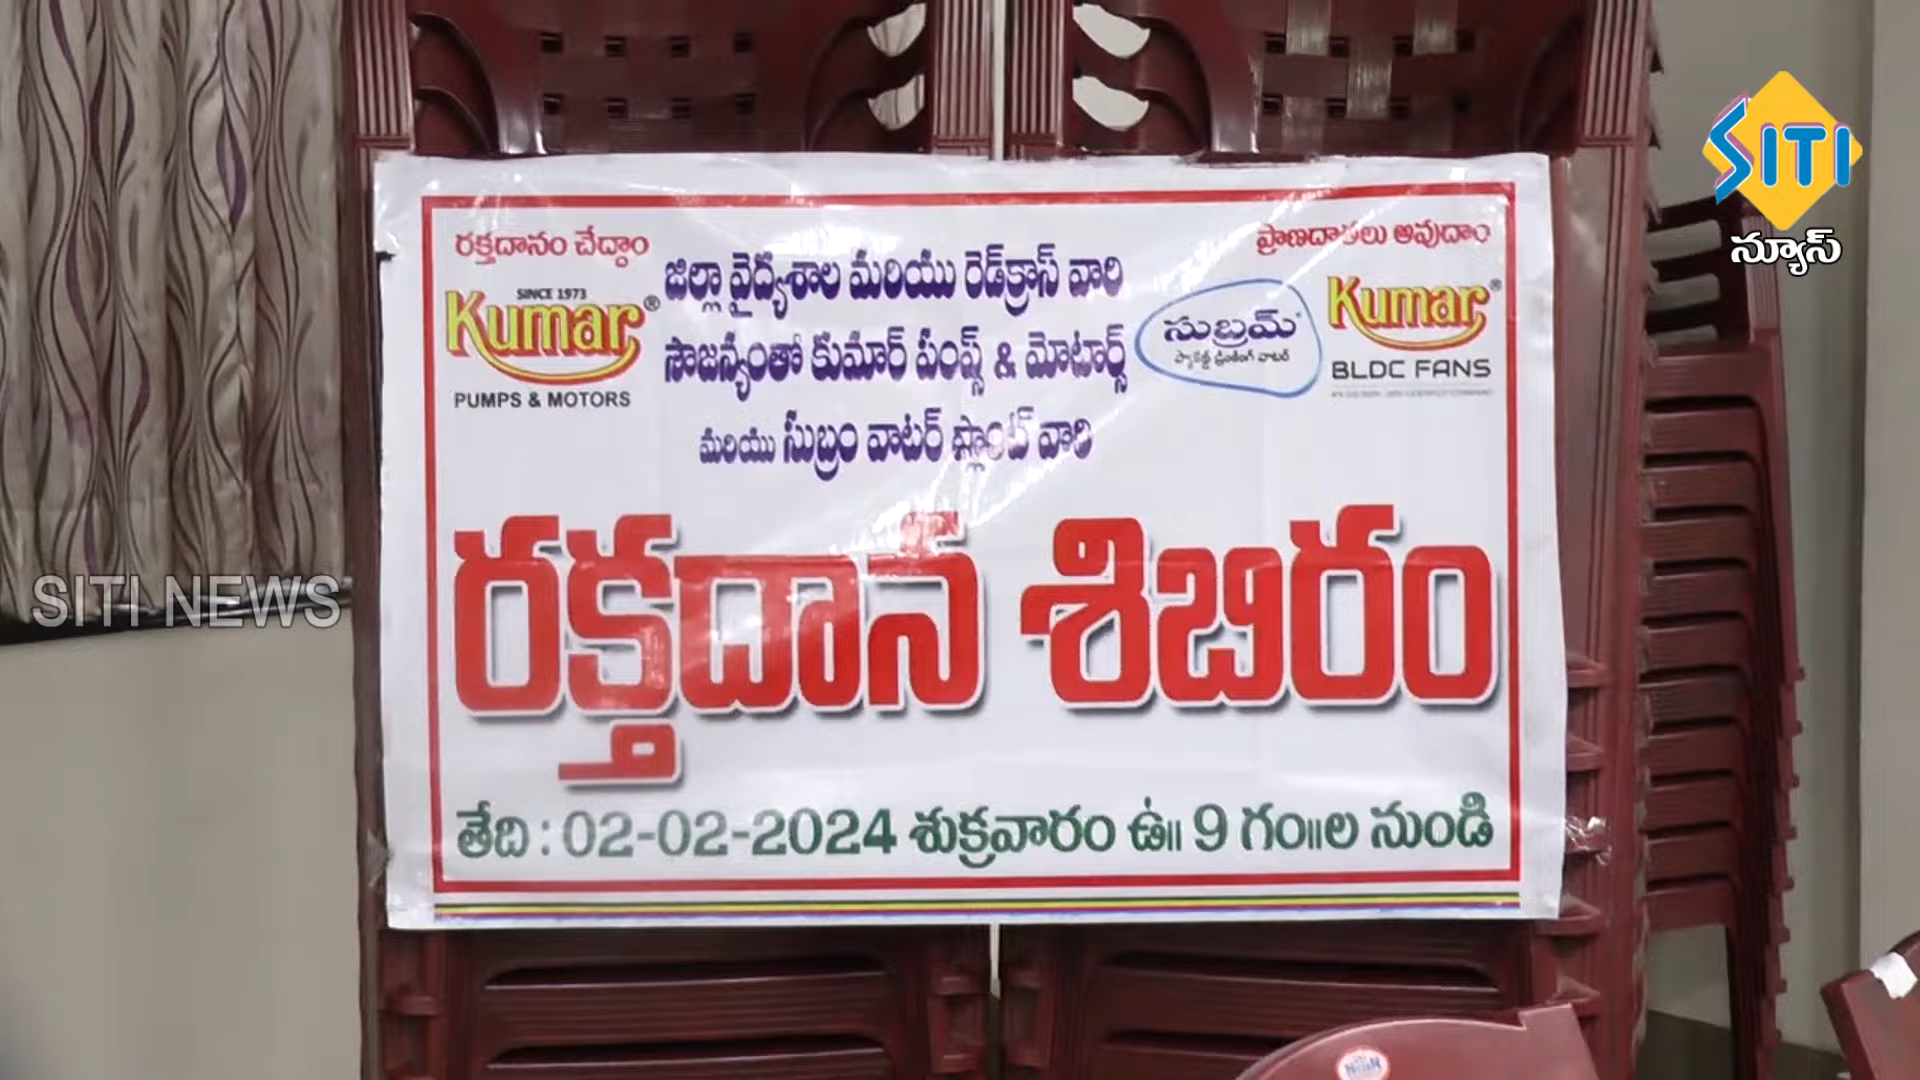 రక్తదానం చేద్దాం
ప్రాణదాతలు అవుదాం
SINCE 1973
Kumar®
PUMPS & MOTORS
జిల్లా వైద్యశాల మరియు రెడ్‌క్రాస్ వారి
సౌజన్యంతో కుమార్ పంప్స్ & మోటార్స్
మరియు సుబ్రం వాటర్ ప్లాంట్ వారి
సుబ్రమ్
Kumar®
BLDC FANS
రక్తదాన శిబిరం
తేది : 02-02-2024 శుక్రవారం ఉ॥ 9 గం॥ల నుండి
SITI
న్యూస్
SITI NEWS